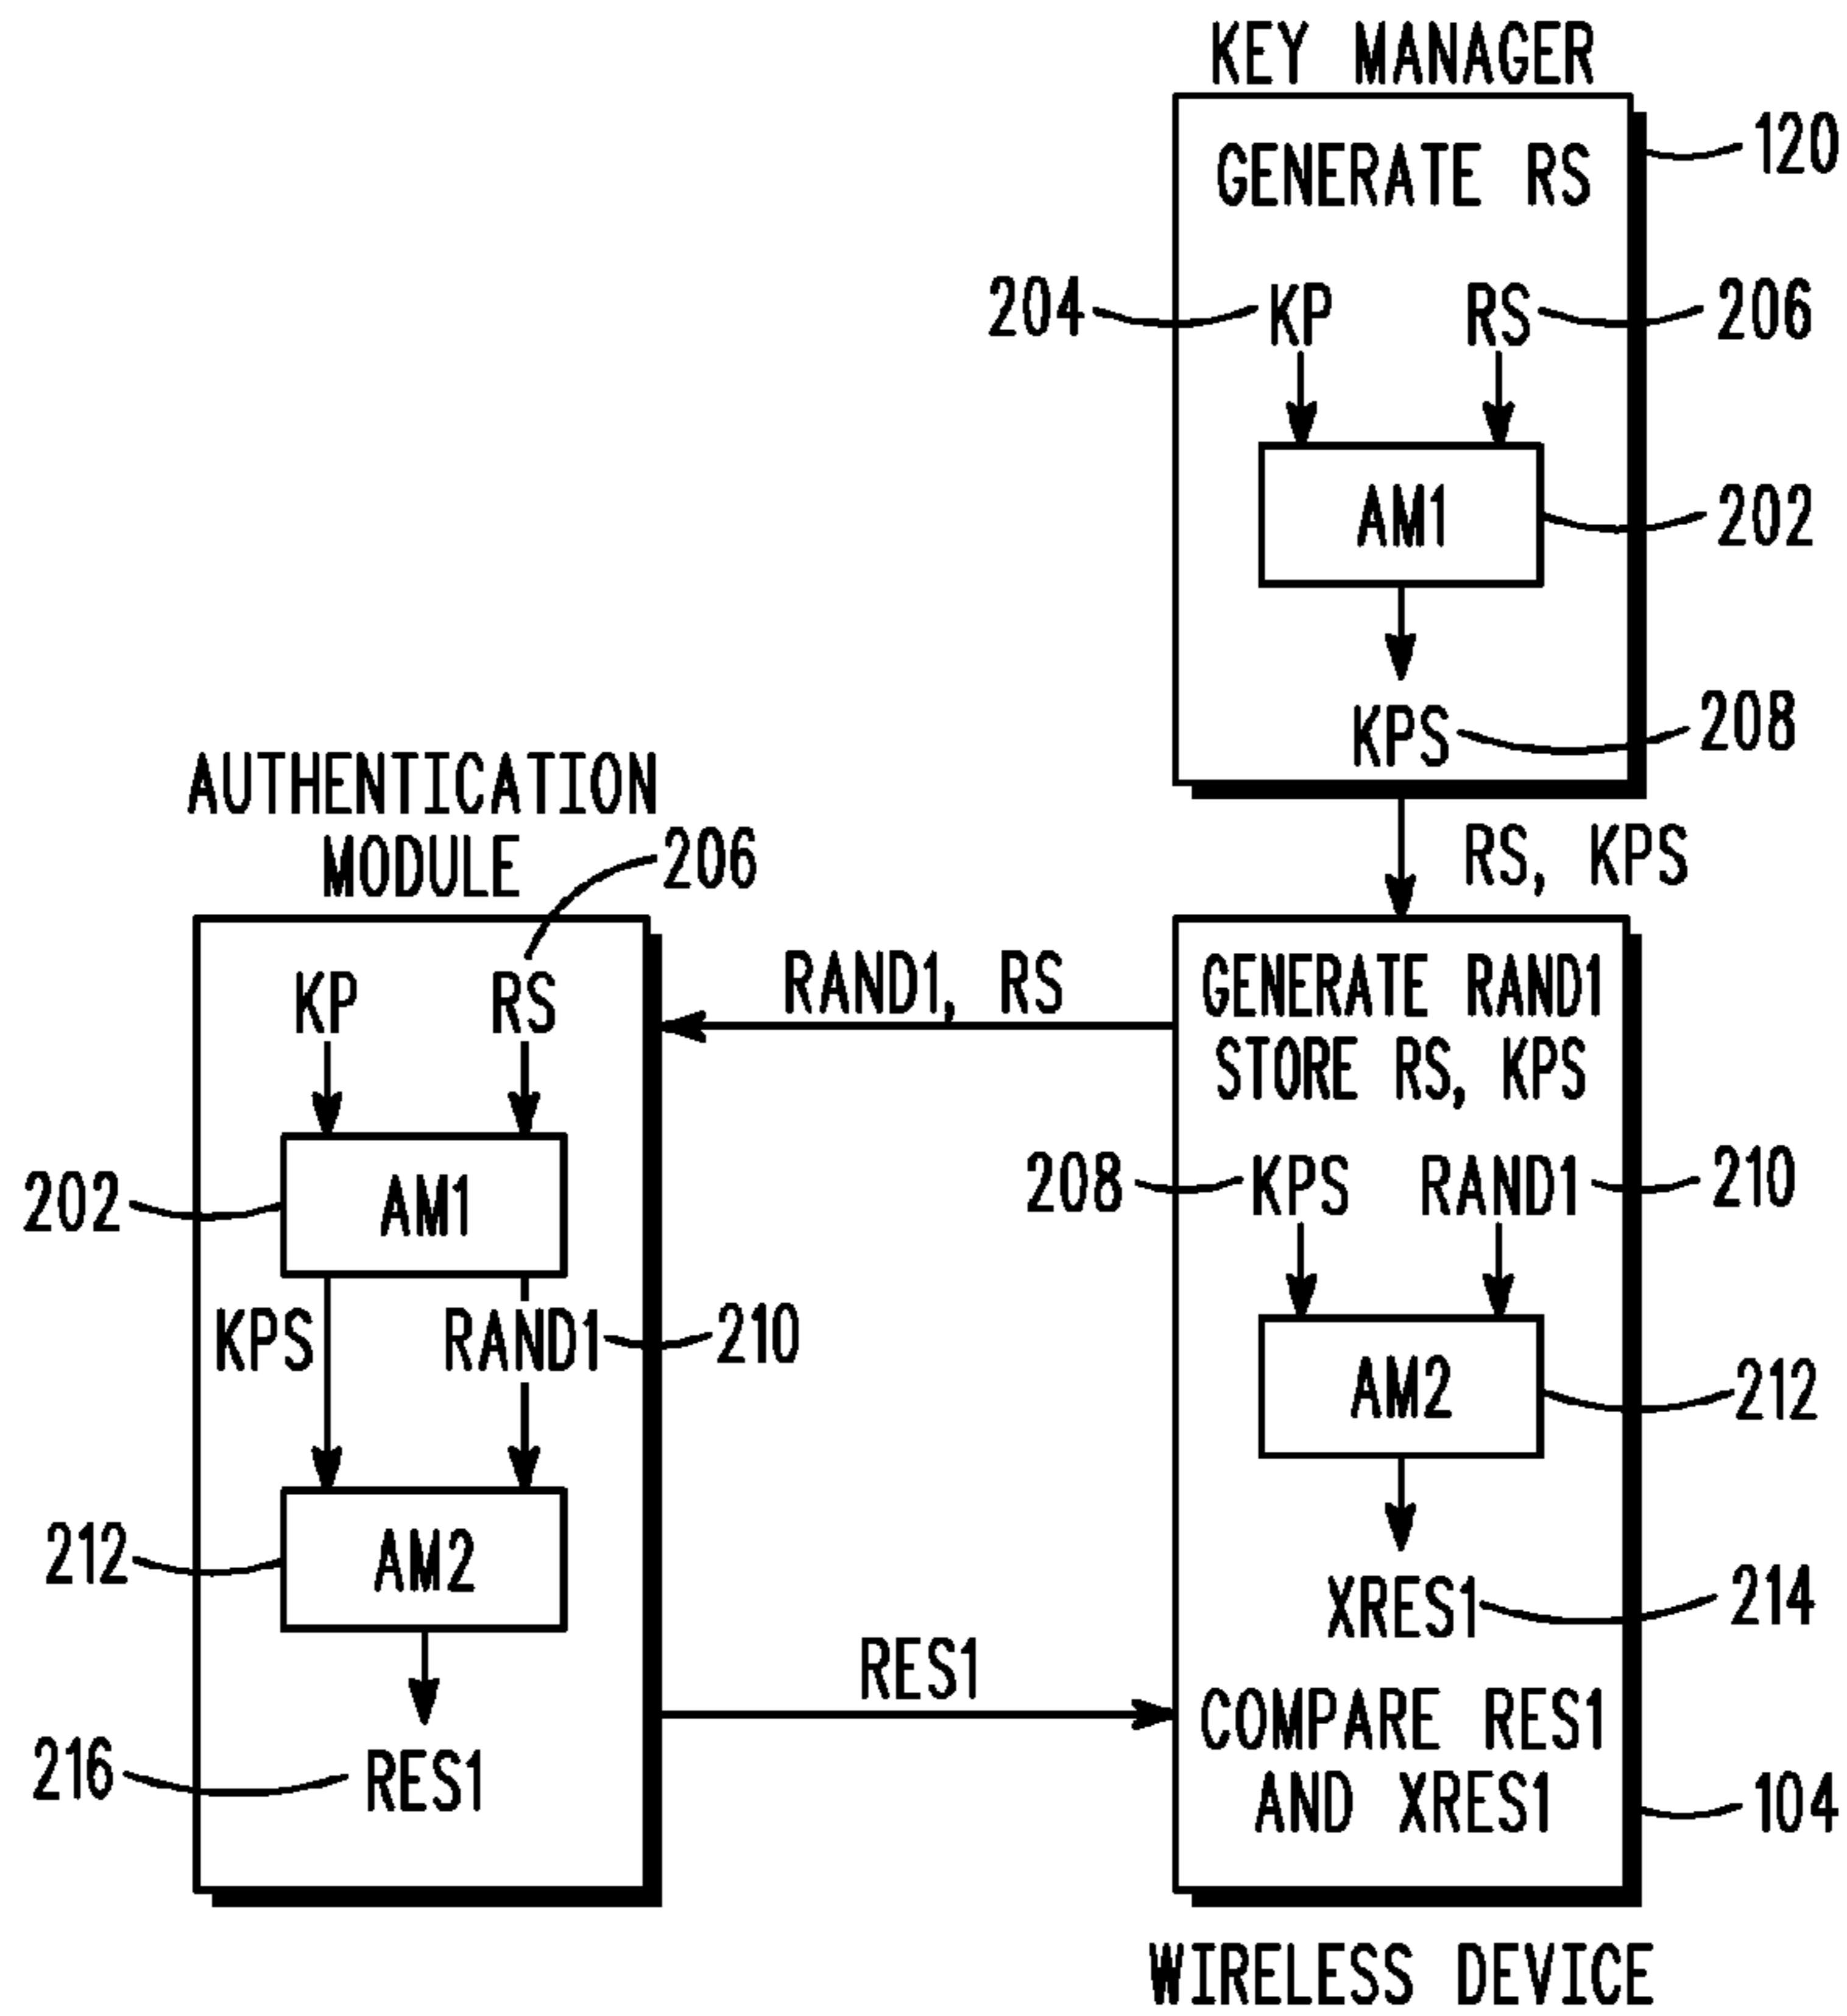 KEY MANAGER
120
GENERATE RS
204
KP
RS
206
AM1
202
KPS
208
RS, KPS
AUTHENTICATION
MODULE
206
KP
RS
202
AM1
KPS
RAND1
210
212
AM2
216
RES1
RAND1, RS
RES1
GENERATE RAND1
STORE RS, KPS
208
KPS
RAND1
210
AM2
212
XRES1
214
COMPARE RES1
AND XRES1
104
WIRELESS DEVICE